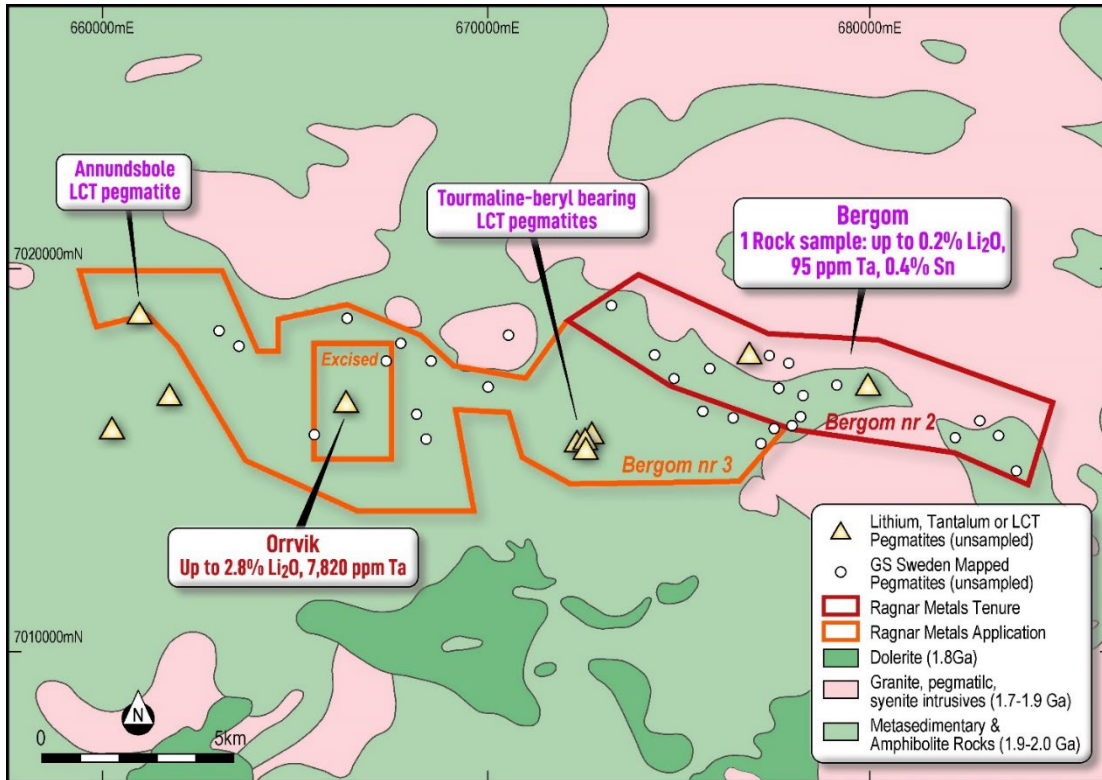 660000mE
670000mE
680000mE
Annundsbole
LCT pegmatite
Tourmaline-beryl bearing
LCT pegmatites
Bergom
1 Rock sample: up to 0.2% Li₂O,
95 ppm Ta, 0.4% Sn
7020000mN
Excised
Bergom nr 2
Bergom nr 3
Orrvik
Up to 2.8% Li₂O, 7,820 ppm Ta
7010000mN
N
0
5km
Lithium, Tantalum or LCT
Pegmatites (unsampled)
GS Sweden Mapped
Pegmatites (unsampled)
Ragnar Metals Tenure
Ragnar Metals Application
Dolerite (1.8Ga)
Granite, pegmatilc,
syenite intrusives (1.7-1.9 Ga)
Metasedimentary &
Amphibolite Rocks (1.9-2.0 Ga)